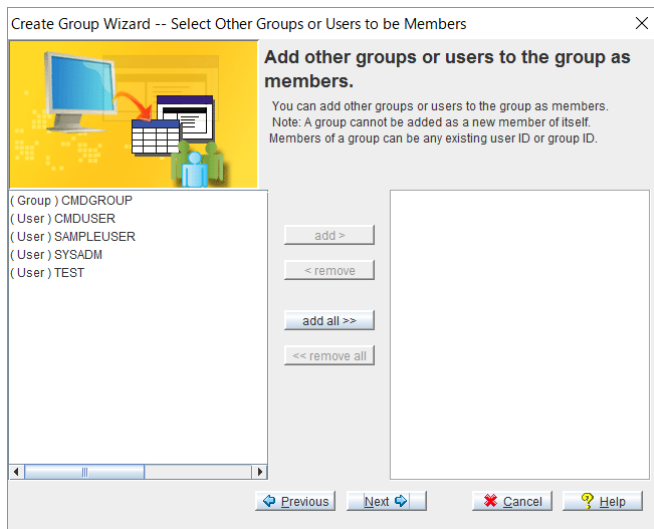 Create Group Wizard -- Select Other Groups or Users to be Members
Add other groups or users to the group as
members.
You can add other groups or users to the group as members.
Note: A group cannot be added as a new member of itself.
Members of a group can be any existing user ID or group ID.
( Group ) CMDGROUP
( User ) CMDUSER
( User ) SAMPLEUSER
( User ) SYSADM
( User ) TEST
add >
< remove
add all >>
<< remove all
Previous
Next
Cancel
Help